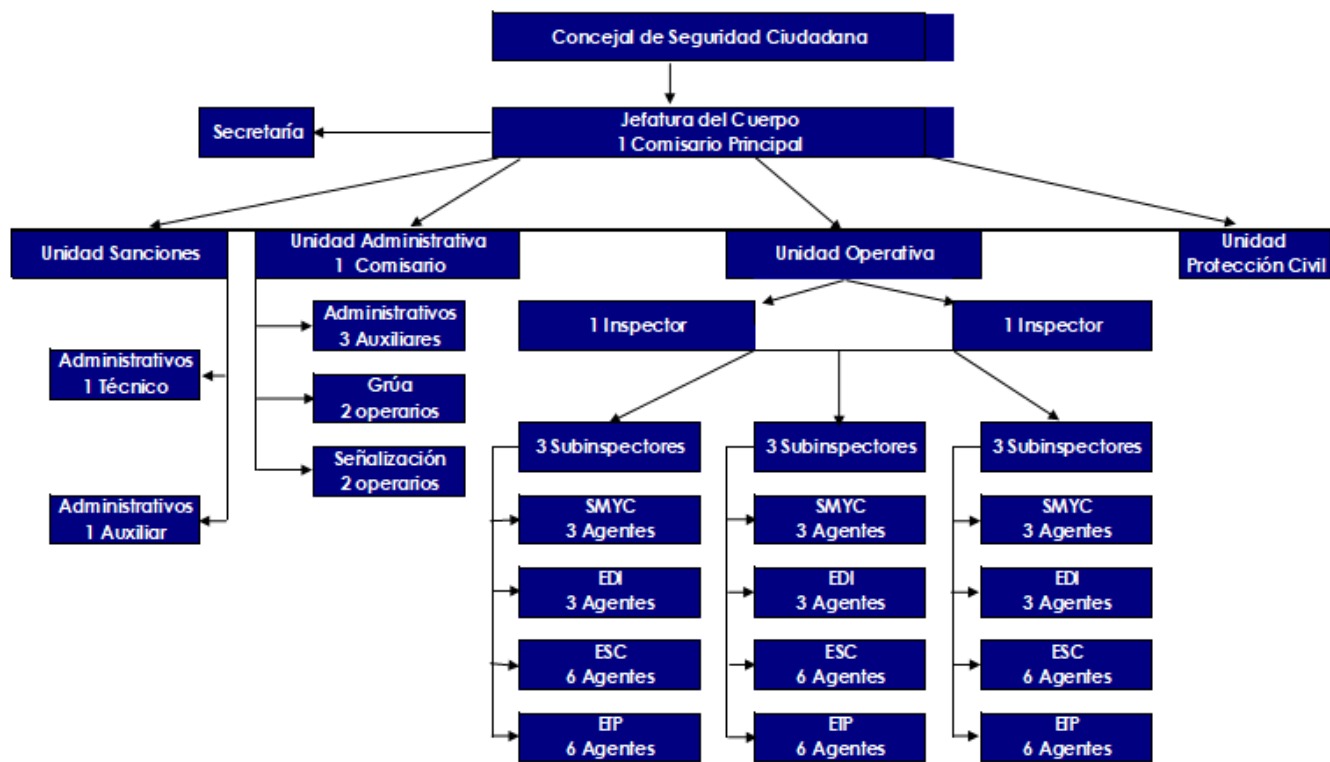 Concejal de Seguridad Ciudadana
Secretaría
Jefatura del Cuerpo
1 Comisario Principal
Unidad Sanciones
Unidad Administrativa
1 Comisario
Unidad Operativa
Unidad
Protección Civil
Administrativos
1 Técnico
Administrativos
1 Auxiliar
Administrativos
3 Auxiliares
Grúa
2 operarios
Señalización
2 operarios
1 Inspector
1 Inspector
3 Subinspectores
SMYC
3 Agentes
EDI
3 Agentes
ESC
6 Agentes
ETP
6 Agentes
3 Subinspectores
SMYC
3 Agentes
EDI
3 Agentes
ESC
6 Agentes
ETP
6 Agentes
3 Subinspectores
SMYC
3 Agentes
EDI
3 Agentes
ESC
6 Agentes
ETP
6 Agentes